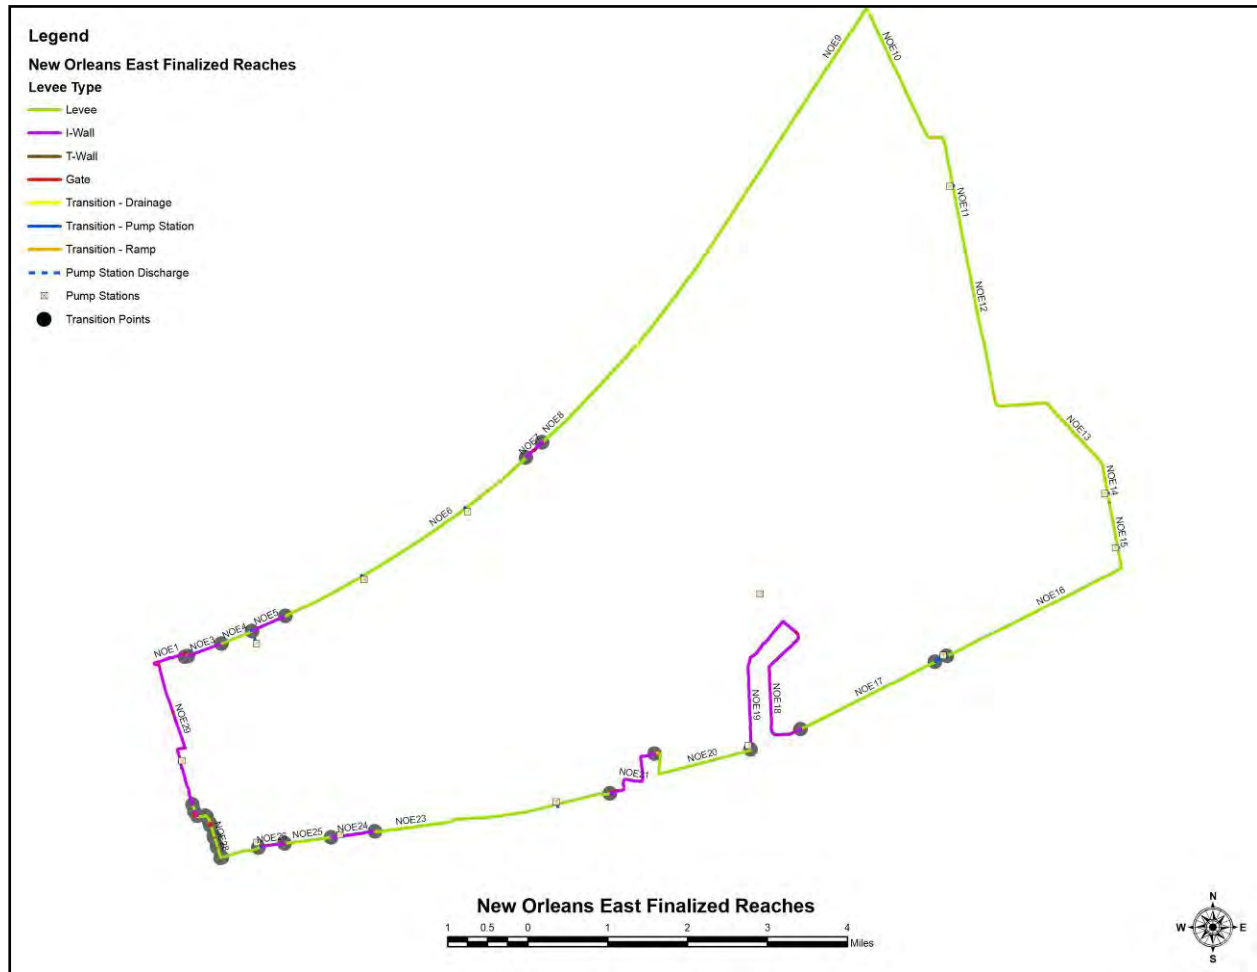 Legend
New Orleans East Finalized Reaches
Levee Type
Levee
I-Wall
T-Wall
Gate
Transition - Drainage
Transition - Pump Station
Transition - Ramp
Pump Station Discharge
Pump Stations
Transition Points
NOE9
NOE10
NOE11
NOE12
NOE13
NOE14
NOE15
NOE16
NOE17
NOE18
NOE19
NOE20
NOE21
NOE23
NOE24
NOE25
NOE26
NOE28
NOE29
NOE1
NOE3
NOE4
NOE5
NOE6
NOE7
NOE8
New Orleans East Finalized Reaches
1 0.5 0 1 2 3 4
Miles
N
W E
S